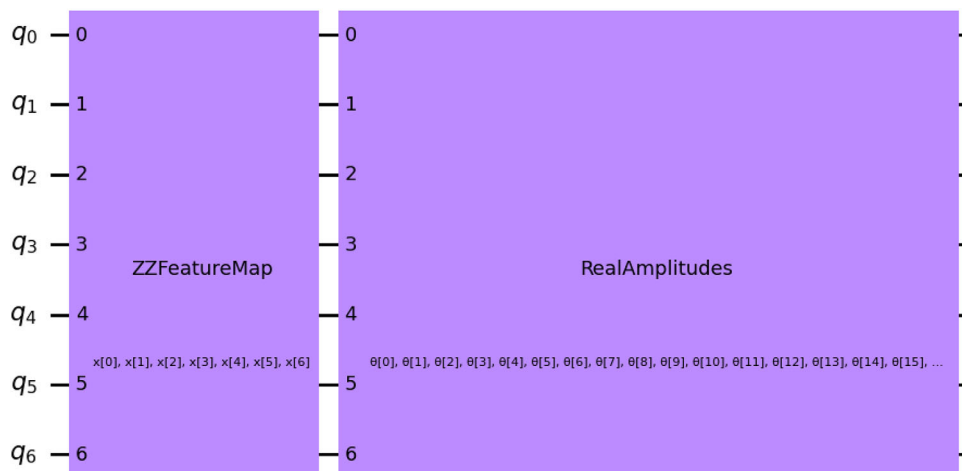 q0 0 0
q1 1 1
q2 2 2
q3 3 3
ZZFeatureMap RealAmplitudes
q4 4 4
x[0], x[1], x[2], x[3], x[4], x[5], x[6] θ[0], θ[1], θ[2], θ[3], θ[4], θ[5], θ[6], θ[7], θ[8], θ[9], θ[10], θ[11], θ[12], θ[13], θ[14], θ[15], ...
q5 5 5
q6 6 6